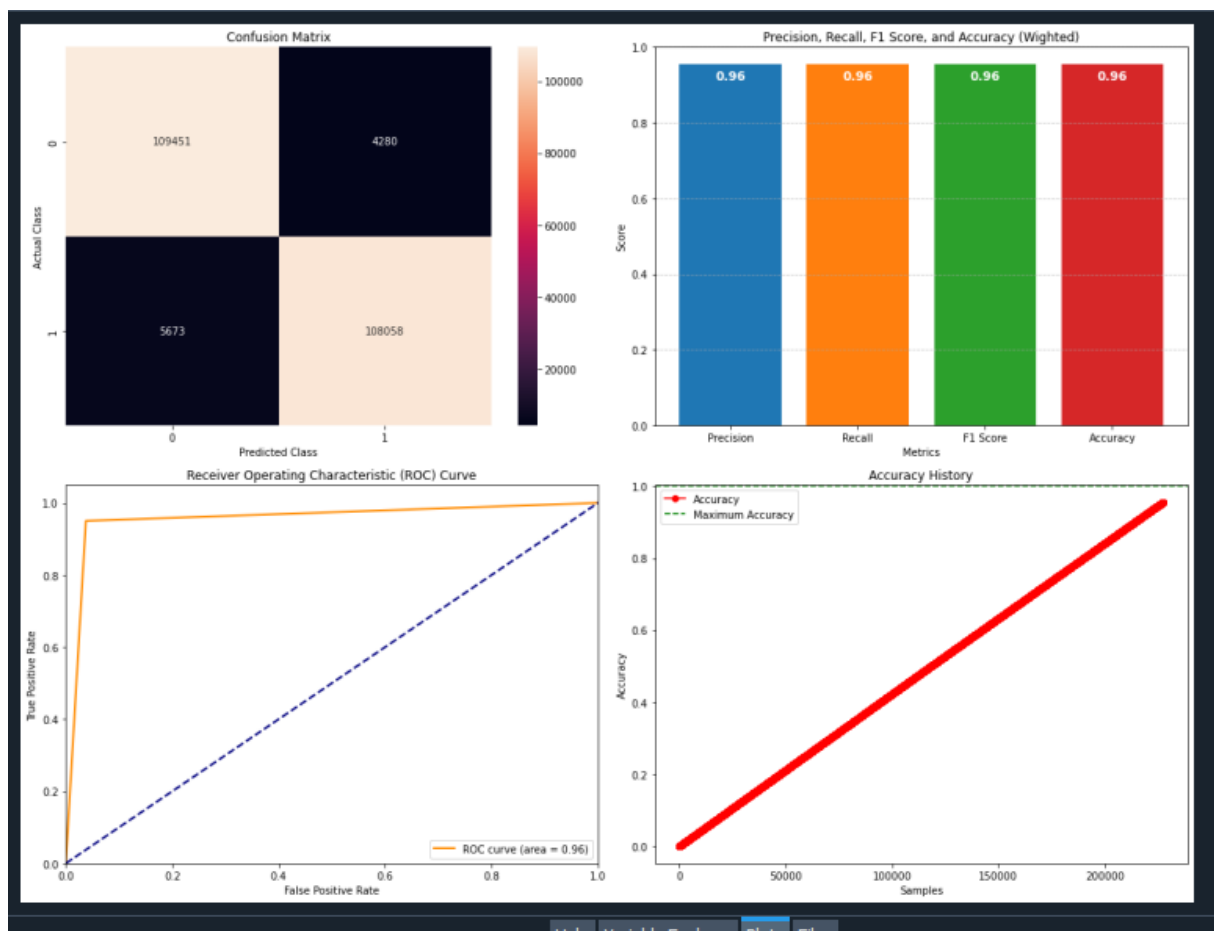 Confusion Matrix
109451
4280
5673
108058
0
1
Actual Class
0
1
Predicted Class
100000
80000
60000
40000
20000
Precision, Recall, F1 Score, and Accuracy (Wighted)
1.0
0.8
0.6
0.4
0.2
0.0
Score
0.96
0.96
0.96
0.96
Precision
Recall
F1 Score
Accuracy
Metrics
Receiver Operating Characteristic (ROC) Curve
1.0
0.8
0.6
0.4
0.2
0.0
True Positive Rate
ROC curve (area = 0.96)
0.0
0.2
0.4
0.6
0.8
1.0
False Positive Rate
Accuracy History
Accuracy
Maximum Accuracy
1.0
0.8
0.6
0.4
0.2
0.0
Accuracy
0
50000
100000
150000
200000
Samples